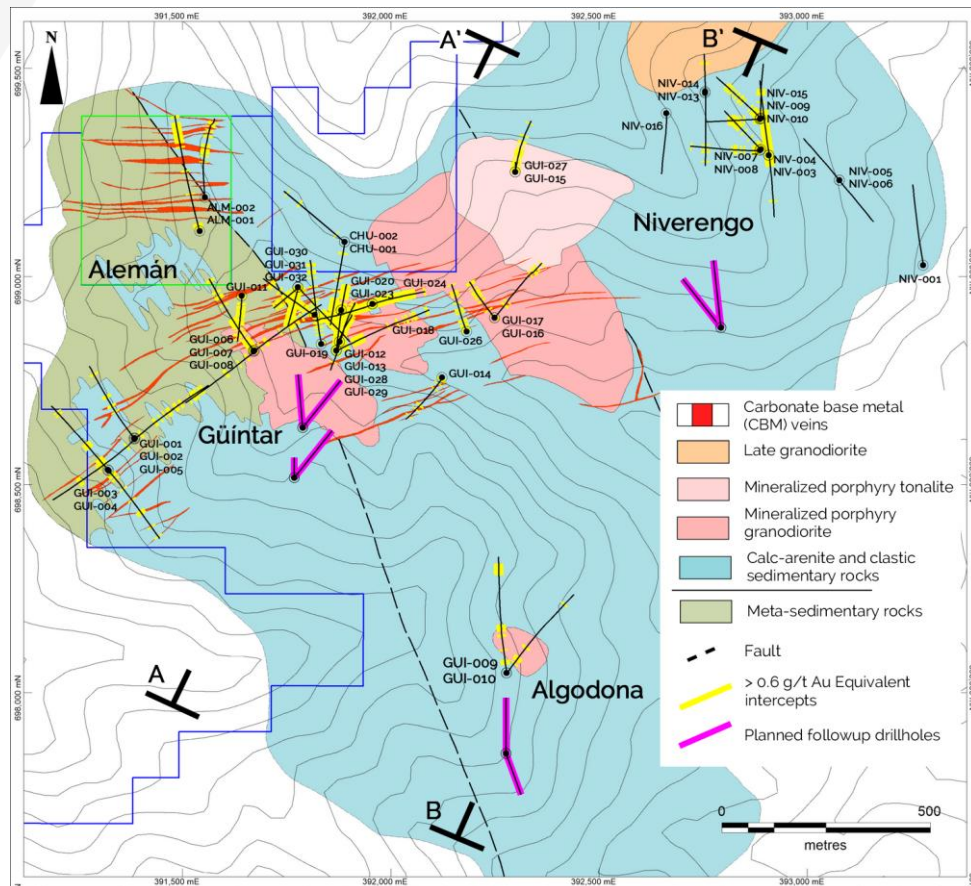 391,500 mE
392,000 mE
392,500 mE
393,000 mE
N
A'
B'
699,500 mN
NIV-014
NIV-013
NIV-015
NIV-009
NIV-010
NIV-016
NIV-007
NIV-008
NIV-004
NIV-003
NIV-005
NIV-006
NIV-001
GUI-027
GUI-015
Niverengo
ALM-002
ALM-001
CHU-002
CHU-001
Alemán
GUI-030
GUI-031
GUI-032
GUI-011
GUI-020
GUI-023
GUI-024
699,000 mN
GUI-018
GUI-017
GUI-016
GUI-026
GUI-006
GUI-007
GUI-008
GUI-019
GUI-012
GUI-013
GUI-028
GUI-029
GUI-014
Güíntar
GUI-001
GUI-002
GUI-005
GUI-003
GUI-004
698,500 mN
Carbonate base metal
(CBM) veins
Late granodiorite
Mineralized porphyry tonalite
Mineralized porphyry
granodiorite
Calc-arenite and clastic
sedimentary rocks
Meta-sedimentary rocks
Fault
> 0.6 g/t Au Equivalent
intercepts
Planned followup drillholes
GUI-009
GUI-010
Algodona
A
698,000 mN
B
0
500
metres
391,500 mE
392,000 mE
392,500 mE
393,000 mE